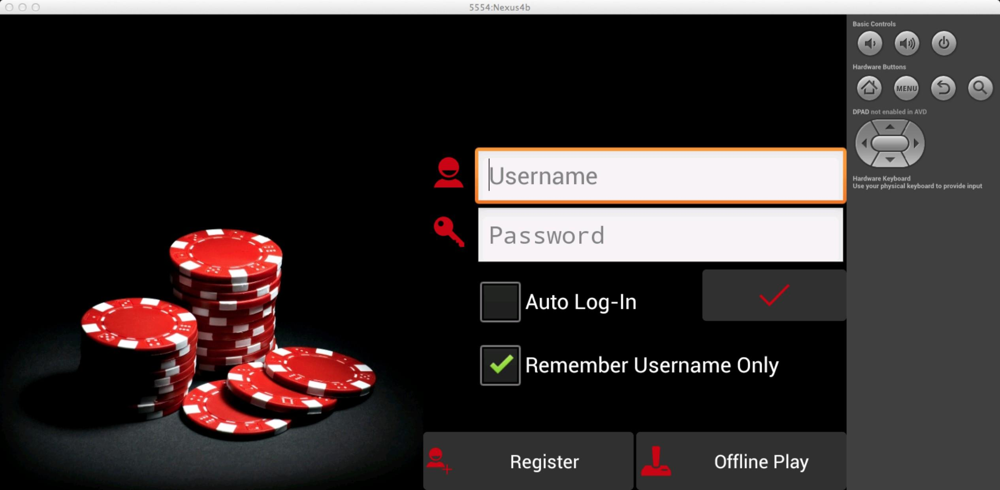 5554:Nexus4b
Basic Controls
Hardware Buttons
MENU
DPAD not enabled in AVD
Hardware Keyboard
Use your physical keyboard to provide input
Username
Password
Auto Log-In
Remember Username Only
Register
Offline Play